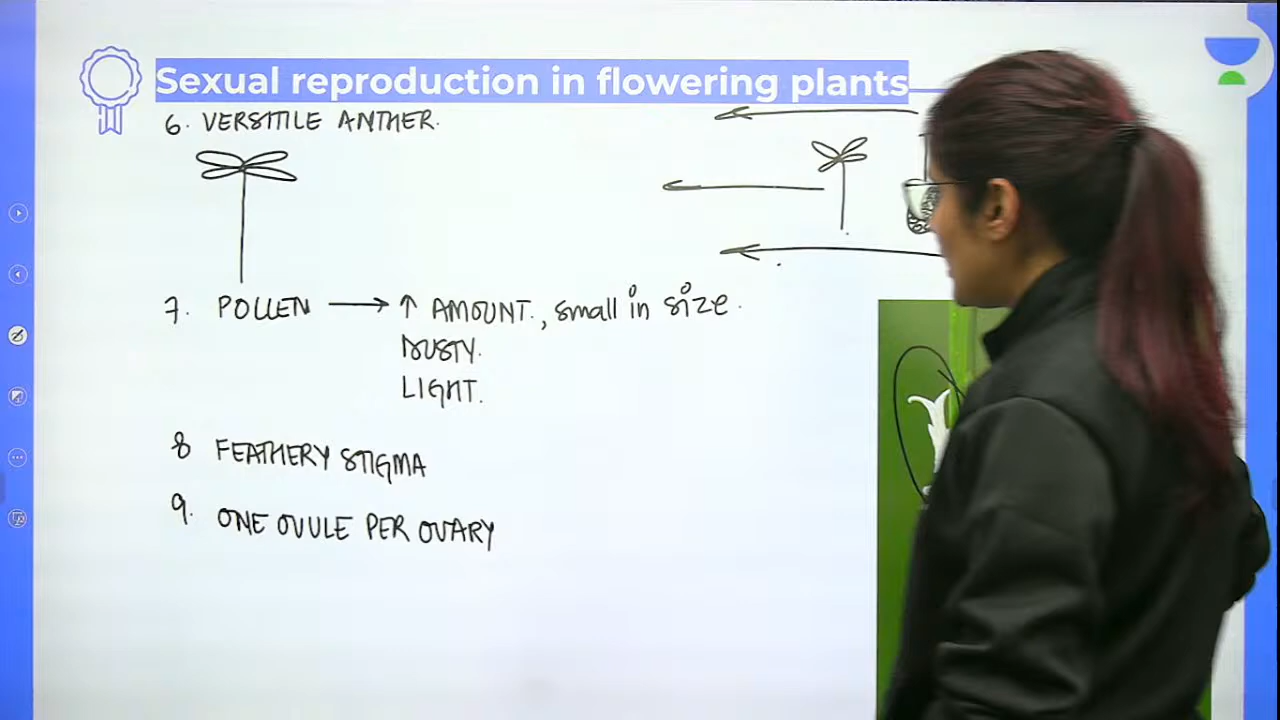 Sexual reproduction in flowering plants
6. VERSITILE ANTHER.
7. POLLEN → ↑ AMOUNT., small in size.
DUSTY.
LIGHT.
8 FEATHERY STIGMA
9. ONE OVULE PER OVARY